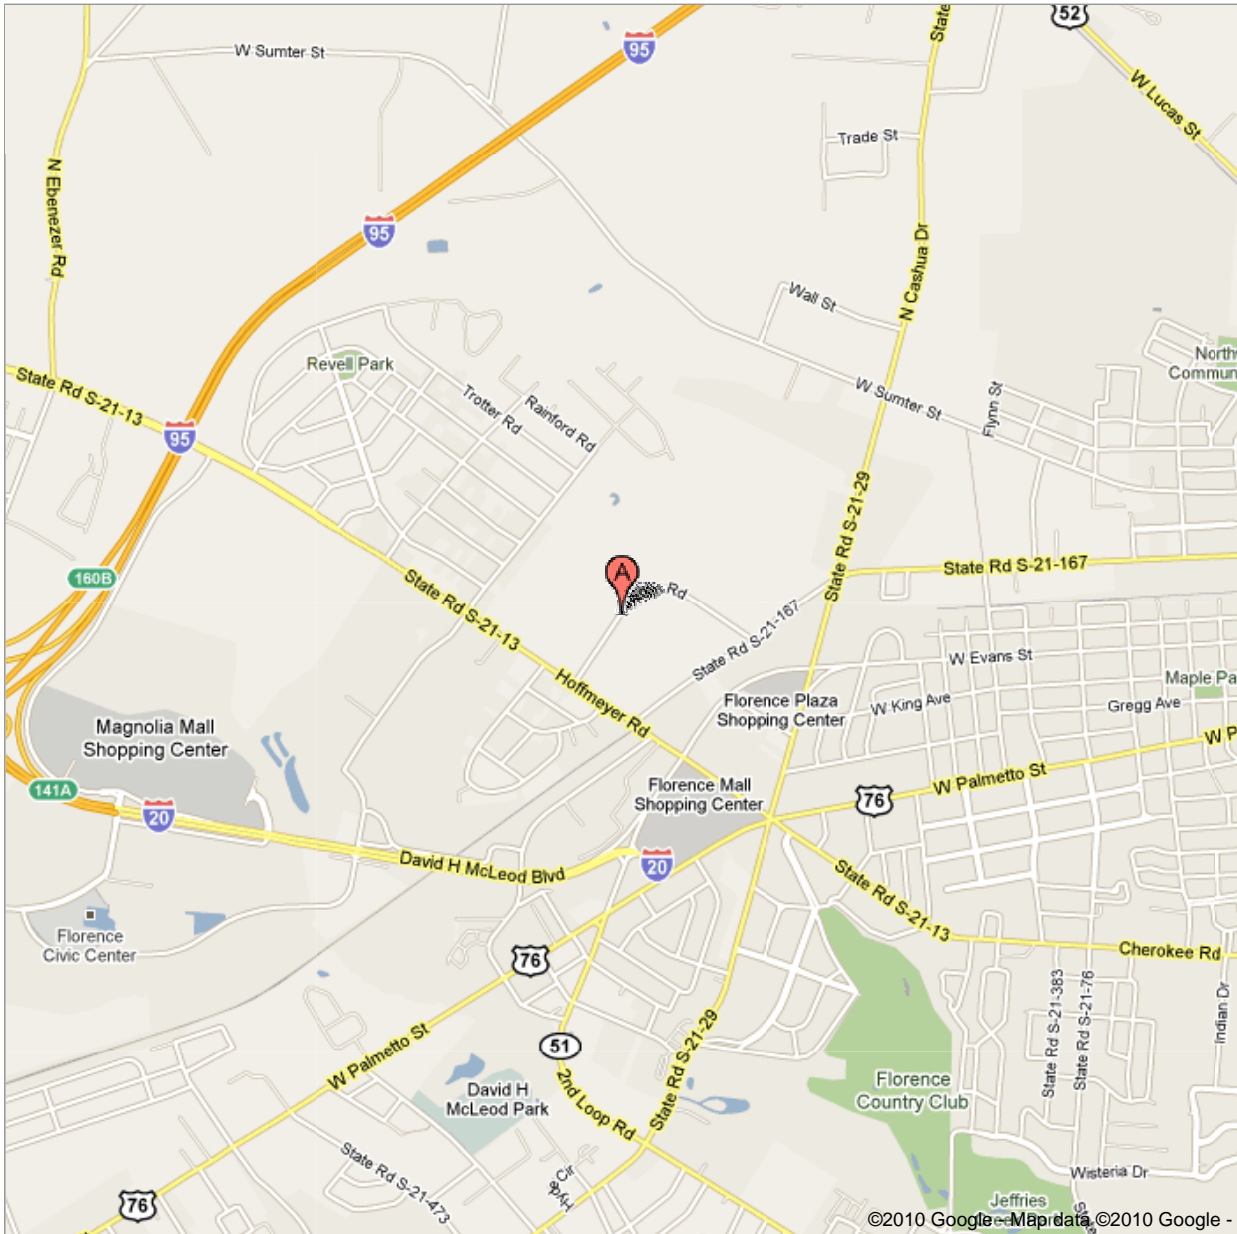 52
State
W Sumter St
95
W Lucas St
Trade St
N Ebenezer Rd
95
N Cashua Dr
Wall St
Revell Park
North
Commun
State Rd S-21-13
Trotter Rd
Rainford Rd
W Sumter St
Flynn St
95
State Rd S-21-29
160B
State Rd S-21-13
A
Rd
State Rd S-21-167
State Rd S-21-167
W Evans St
Hoffmeyer Rd
Maple Pa
Florence Plaza
Shopping Center
W King Ave
Gregg Ave
Magnolia Mall
Shopping Center
W P
141A
Florence Mall
Shopping Center
76
W Palmetto St
20
David H McLeod Blvd
20
State Rd S-21-13
Florence
Civic Center
76
Cherokee Rd
State Rd S-21-383
State Rd S-21-76
Indian Dr
State Rd S-21-29
51
W Palmetto St
2nd Loop Rd
David H
McLeod Park
Florence
Country Club
State Rd S-21-473
Hyde Cir
Wisteria Dr
76
Jeffries
State
©2010 Google - Map data ©2010 Google -